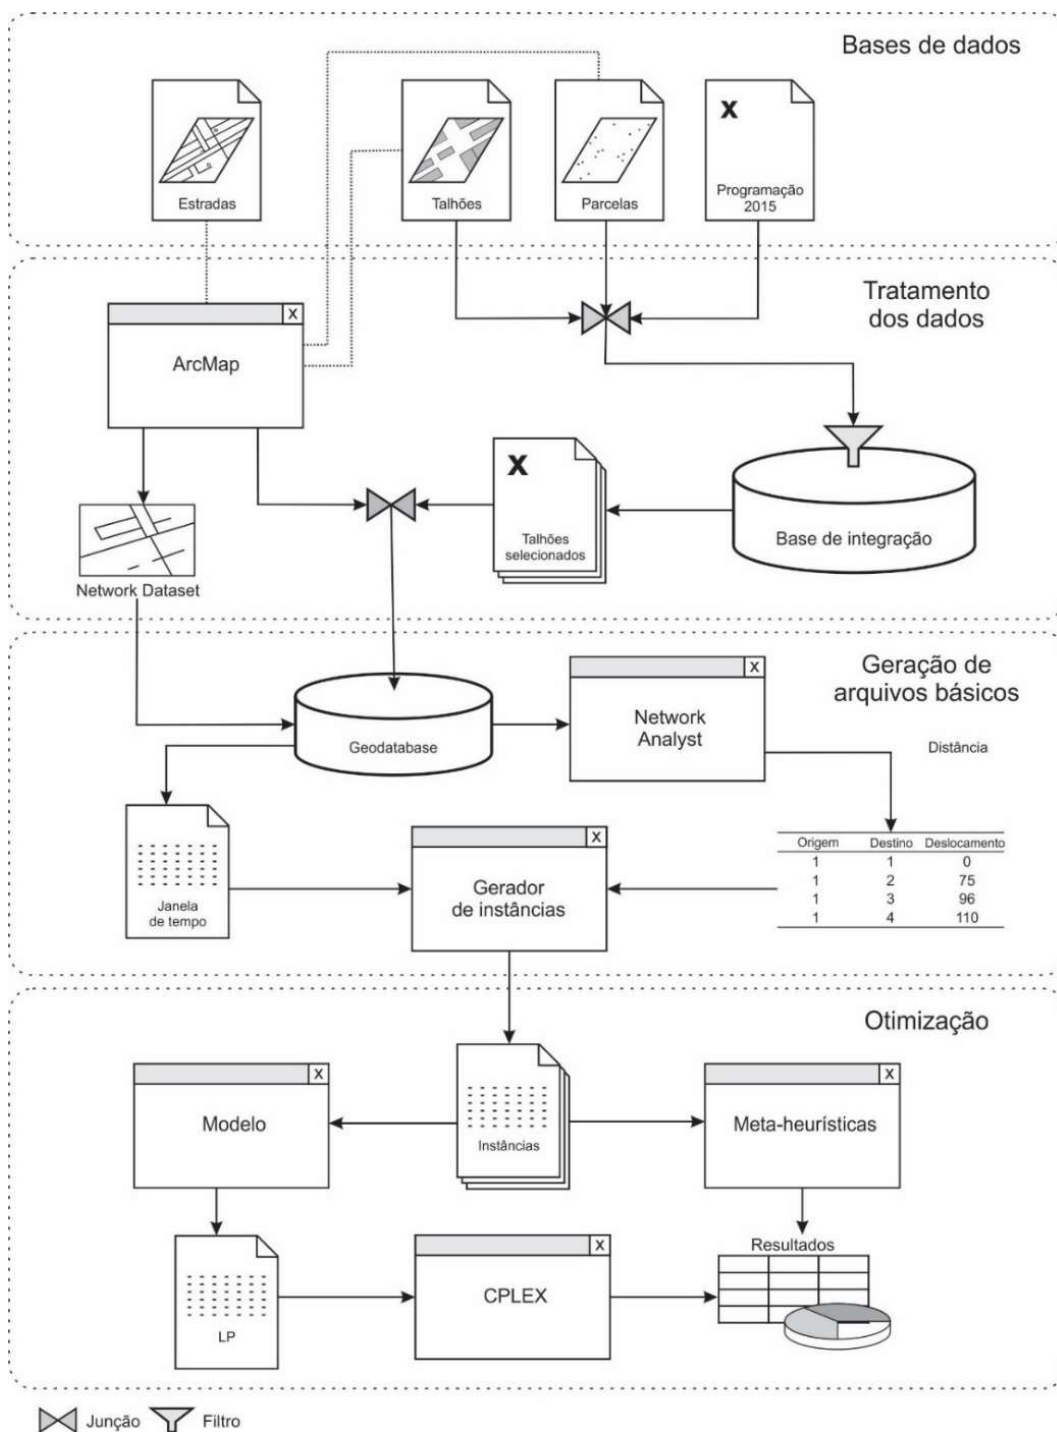 Bases de dados
X
Estradas
Talhões
Parcelas
Programação
2015
Tratamento
dos dados
X
ArcMap
X
Talhões
selecionados
Base de integração
Network Dataset
Geração de
arquivos básicos
X
Network
Analyst
Geodatabase
Distância
X
Origem Destino Deslocamento
1 1 0
1 2 75
1 3 96
1 4 110
Gerador
de instâncias
Janela
de tempo
Otimização
X
X
Modelo
Meta-heurísticas
Instâncias
X
Resultados
CPLEX
LP
Junção
Filtro